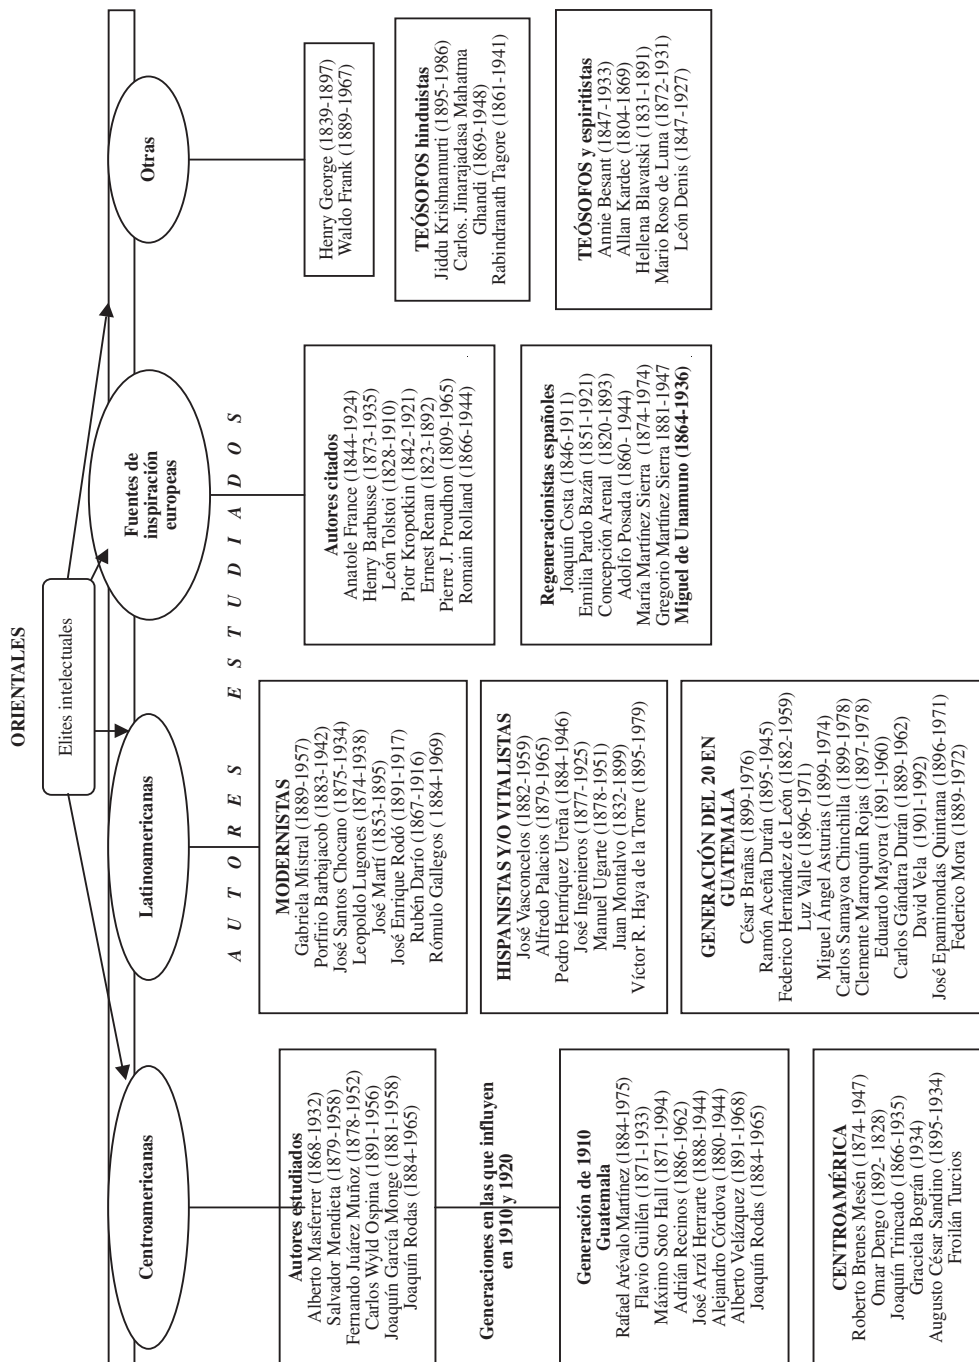 ORIENTALES
Elites intelectuales
Centroamericanas
Latinoamericanas
Fuentes de
inspiración
europeas
Otras
A U T O R E S   E S T U D I A D O S
Autores estudiados
Alberto Masferrer (1868-1932)
Salvador Mendieta (1879-1958)
Fernando Juárez Muñoz (1878-1952)
Carlos Wyld Ospina (1891-1956)
Joaquín García Monge (1881-1958)
Joaquín Rodas (1884-1965)
Generaciones en las que influyen
en 1910 y 1920
Generación de 1910
Guatemala
Rafael Arévalo Martínez (1884-1975)
Flavio Guillén (1871-1933)
Máximo Soto Hall (1871-1994)
Adrián Recinos (1886-1962)
José Arzú Herrarte (1888-1944)
Alejandro Córdova (1880-1944)
Alberto Velázquez (1891-1968)
Joaquín Rodas (1884-1965)
CENTROAMÉRICA
Roberto Brenes Mesén (1874-1947)
Omar Dengo (1892- 1828)
Joaquín Trincado (1866-1935)
Graciela Bográn (1934)
Augusto César Sandino (1895-1934)
Froilán Turcios
MODERNISTAS
Gabriela Mistral (1889-1957)
Porfirio Barbajacob (1883-1942)
José Santos Chocano (1875-1934)
Leopoldo Lugones (1874-1938)
José Martí (1853-1895)
José Enrique Rodó (1891-1917)
Rubén Darío (1867-1916)
Rómulo Gallegos (1884-1969)
HISPANISTAS Y/O VITALISTAS
José Vasconcelos (1882-1959)
Alfredo Palacios (1879-1965)
Pedro Henríquez Ureña (1884-1946)
José Ingenieros (1877-1925)
Manuel Ugarte (1878-1951)
Juan Montalvo (1832-1899)
Víctor R. Haya de la Torre (1895-1979)
GENERACIÓN DEL 20 EN
GUATEMALA
César Brañas (1899-1976)
Ramón Aceña Durán (1895-1945)
Federico Hernández de León (1882-1959)
Luz Valle (1896-1971)
Miguel Ángel Asturias (1899-1974)
Carlos Samayoa Chinchilla (1899-1978)
Clemente Marroquín Rojas (1897-1978)
Eduardo Mayora (1891-1960)
Carlos Gándara Durán (1889-1962)
David Vela (1901-1992)
José Epaminondas Quintana (1896-1971)
Federico Mora (1889-1972)
Autores citados
Anatole France (1844-1924)
Henry Barbusse (1873-1935)
León Tolstoi (1828-1910)
Piotr Kropotkin (1842-1921)
Ernest Renan (1823-1892)
Pierre J. Proudhon (1809-1965)
Romain Rolland (1866-1944)
Regeneracionistas españoles
Joaquín Costa (1846-1911)
Emilia Pardo Bazán (1851-1921)
Concepción Arenal (1820-1893)
Adolfo Posada (1860- 1944)
María Martínez Sierra (1874-1974)
Gregorio Martínez Sierra 1881-1947
Miguel de Unamuno (1864-1936)
Henry George (1839-1897)
Waldo Frank (1889-1967)
TEÓSOFOS hinduistas
Jiddu Krishnamurti (1895-1986)
Carlos. Jinarajadasa Mahatma
Ghandi (1869-1948)
Rabindranath Tagore (1861-1941)
TEÓSOFOS y espiritistas
Annie Besant (1847-1933)
Allan Kardec (1804-1869)
Hellena Blavatski (1831-1891)
Mario Roso de Luna (1872-1931)
León Denis (1847-1927)